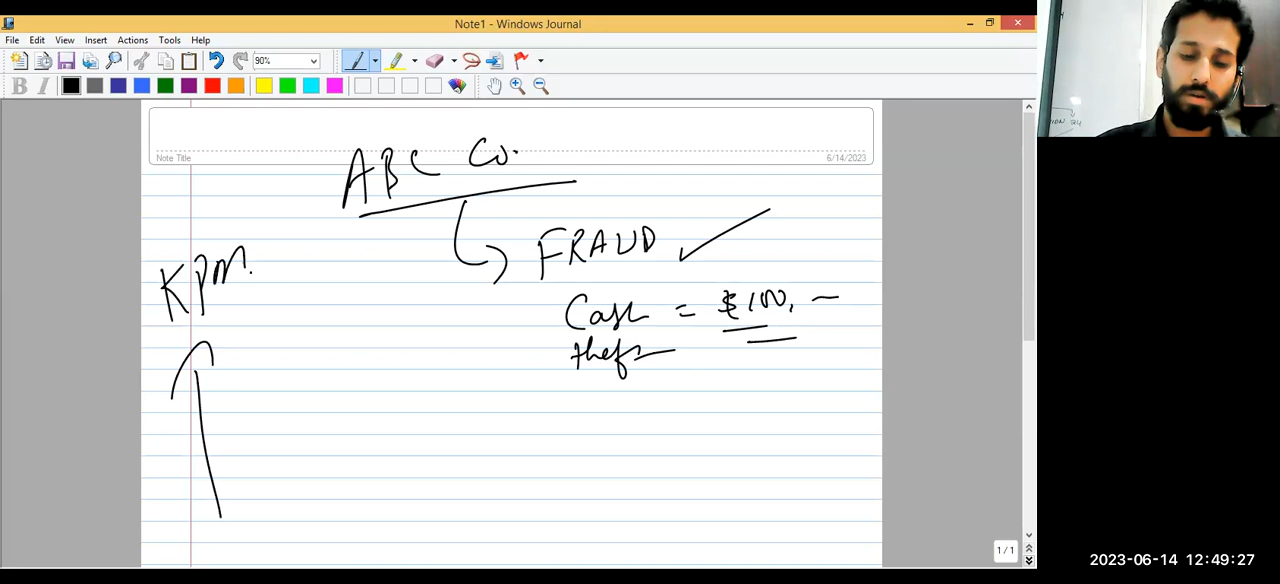 Note1 - Windows Journal
File Edit View Insert Actions Tools Help
90%
B I
Note Title
6/14/2023
ABC Co.
FRAUD
KPM.
Cash = $100,
theft
1/1
2023-06-14 12:49:27